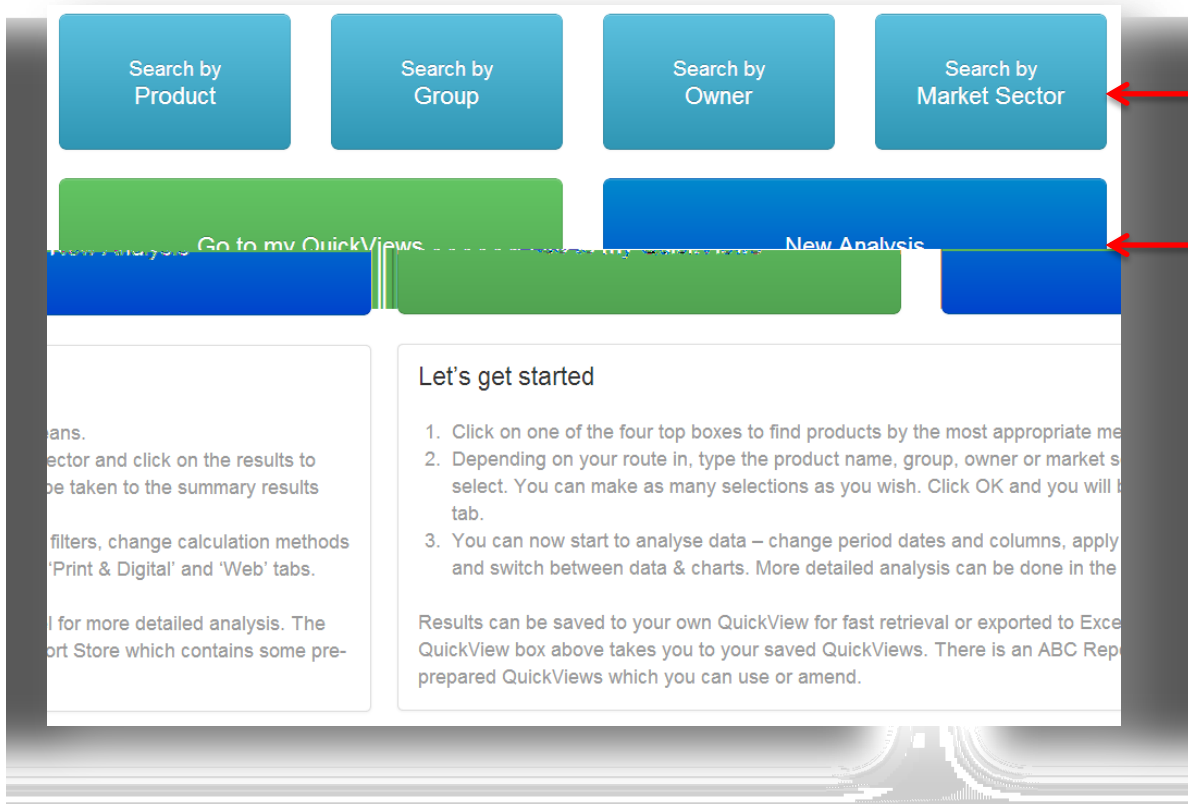 Search by
Product
Search by
Group
Search by
Owner
Search by
Market Sector
Go to my QuickViews
New Analysis
eans.
ector and click on the results to
be taken to the summary results
filters, change calculation methods
'Print & Digital' and 'Web' tabs.
l for more detailed analysis. The
ort Store which contains some pre-
Let's get started
1. Click on one of the four top boxes to find products by the most appropriate me
2. Depending on your route in, type the product name, group, owner or market s
select. You can make as many selections as you wish. Click OK and you will b
tab.
3. You can now start to analyse data – change period dates and columns, apply
and switch between data & charts. More detailed analysis can be done in the
Results can be saved to your own QuickView for fast retrieval or exported to Exce
QuickView box above takes you to your saved QuickViews. There is an ABC Rep
prepared QuickViews which you can use or amend.